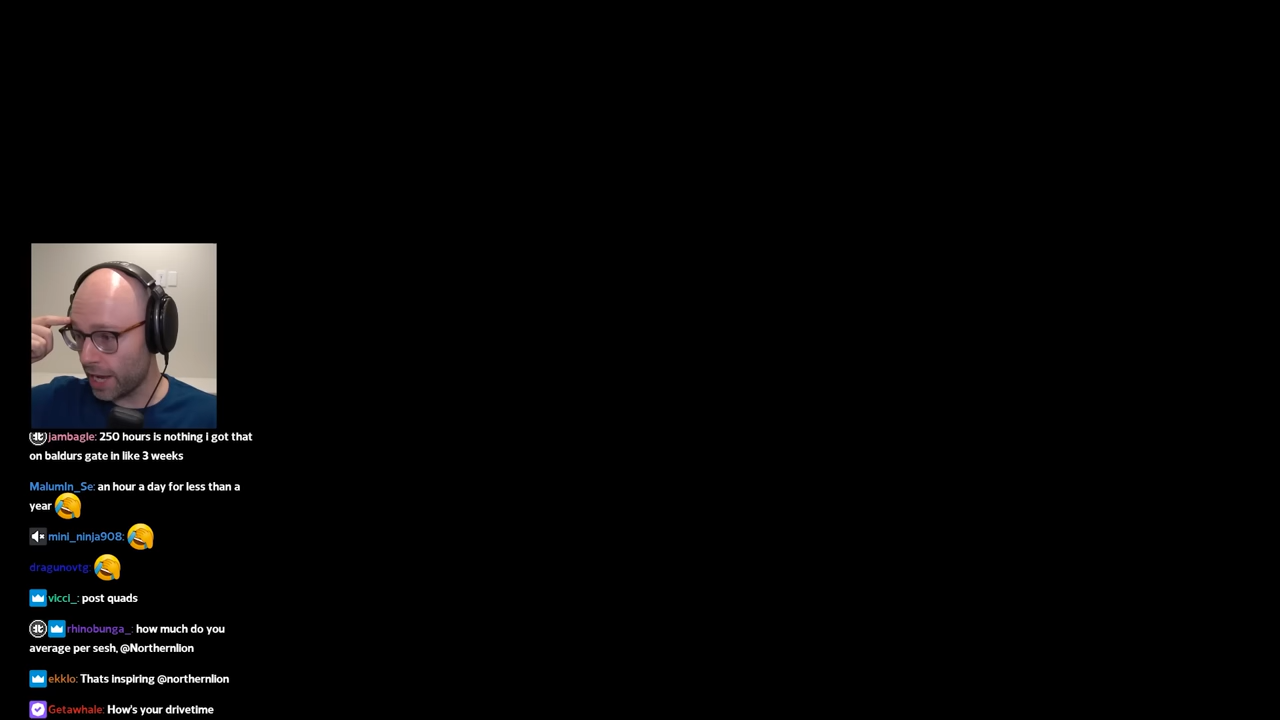 jambagle: 250 hours is nothing i got that
on baldurs gate in like 3 weeks
MalumIn_Se: an hour a day for less than a
year
mini_ninja908:
dragunovtg:
vicci_: post quads
rhinobunga_: how much do you
average per sesh, @Northernlion
ekklo: Thats inspiring @northernlion
Getawhale: How's your drivetime